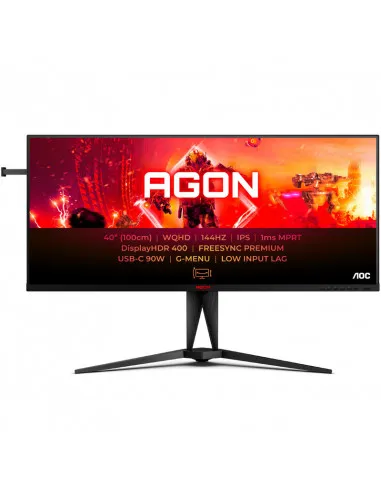 AGON
40" (100cm) | WQHD | 144HZ | IPS | 1ms MPRT
DisplayHDR 400 | FREESYNC PREMIUM
USB-C 90W | G-MENU | LOW INPUT LAG
AOC